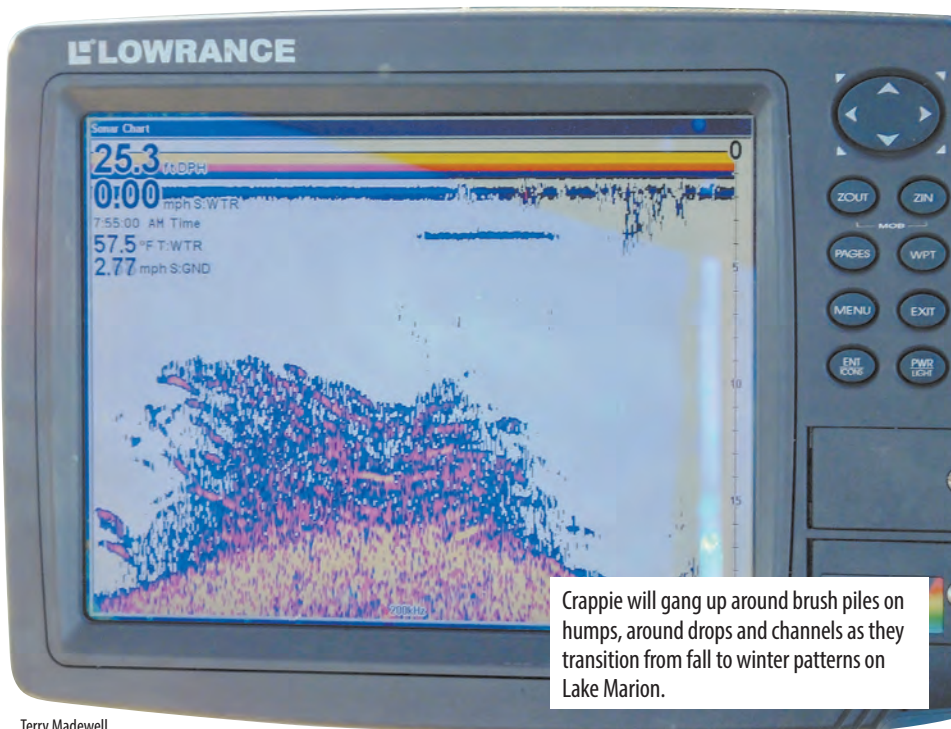 LOWRANCE
Sonar Chart
25.3 ft DPH
0
0.00 mph S:WTR
7:55:00 AM Time
57.5 °F T:WTR
2.77 mph S:GND
5
10
15
200kHz
ZOUT ZIN
MOB
PAGES WPT
MENU EXIT
ENT PWR
ICONS LIGHT
Crappie will gang up around brush piles on
humps, around drops and channels as they
transition from fall to winter patterns on
Lake Marion.
Terry Madewell